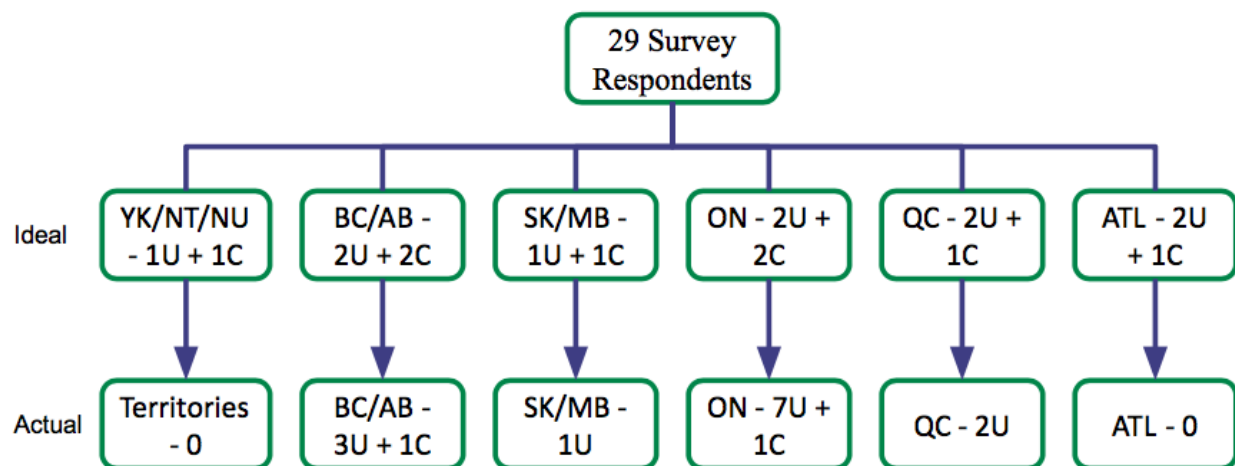 29 Survey
Respondents
Ideal
YK/NT/NU
- 1U + 1C
BC/AB -
2U + 2C
SK/MB -
1U + 1C
ON - 2U +
2C
QC - 2U +
1C
ATL - 2U
+ 1C
Actual
Territories
- 0
BC/AB -
3U + 1C
SK/MB -
1U
ON - 7U +
1C
QC - 2U
ATL - 0